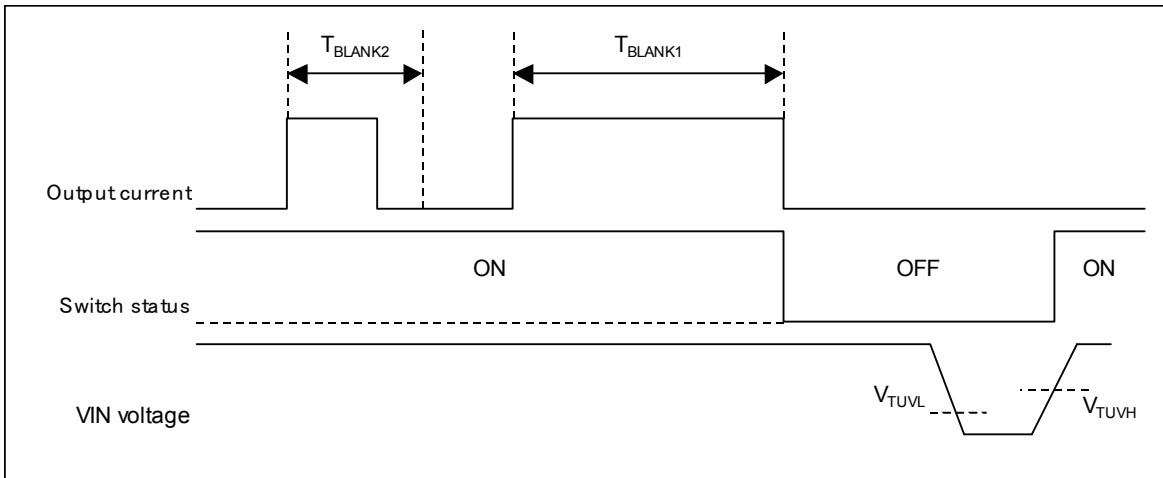 TBLANK2
TBLANK1
Output current
ON
OFF
ON
Switch status
VTUVL
VTUVH
VIN voltage